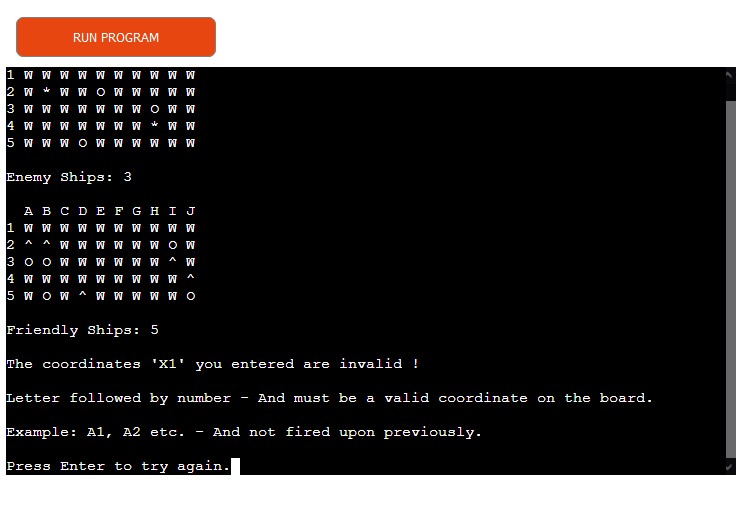 RUN PROGRAM
1 W W W W W W W W W W
2 W * W W O W W W W W
3 W W W W W W W O W W
4 W W W W W W W * W W
5 W W W O W W W W W W
Enemy Ships: 3
A B C D E F G H I J
1 W W W W W W W W W W
2 ^ ^ W W W W W W O W
3 O O W W W W W W ^ W
4 W W W W W W W W W ^
5 W O W ^ W W W W W O
Friendly Ships: 5
The coordinates 'X1' you entered are invalid !
Letter followed by number - And must be a valid coordinate on the board.
Example: A1, A2 etc. - And not fired upon previously.
Press Enter to try again.